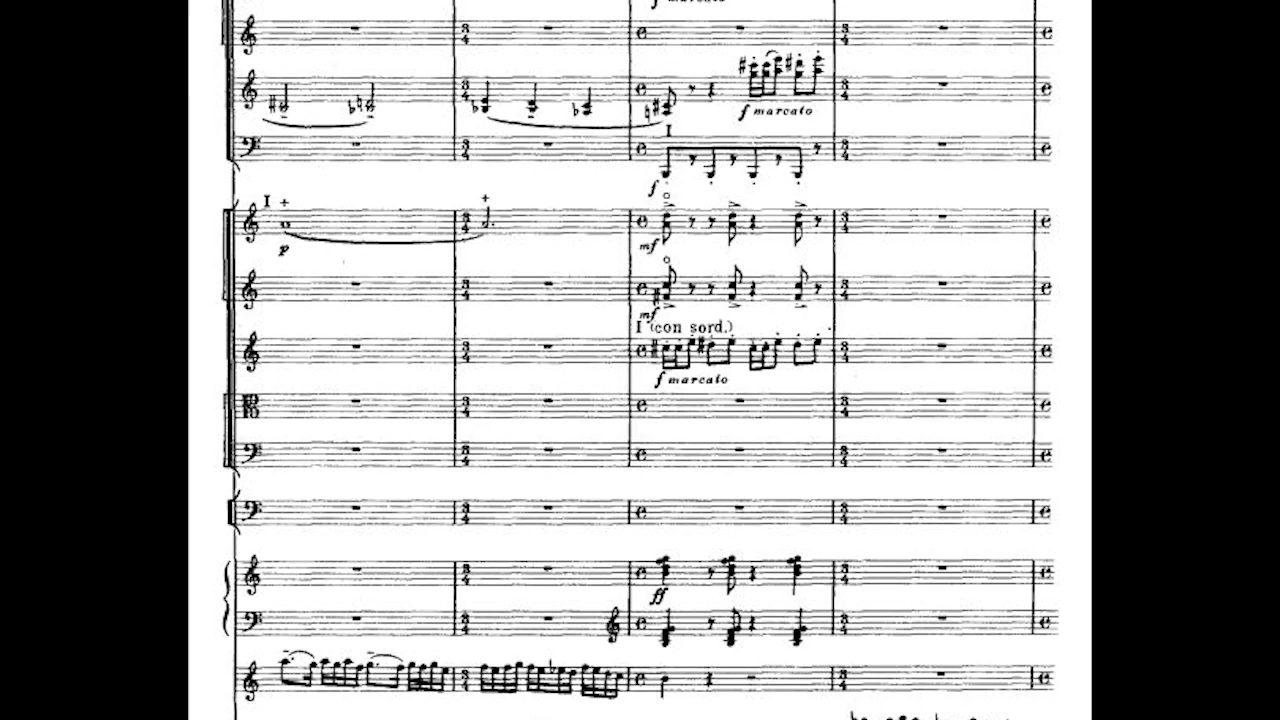 f marcato
f marcato
I
f
I +
+
p
mf
mf
I (con sord.)
f marcato
ff